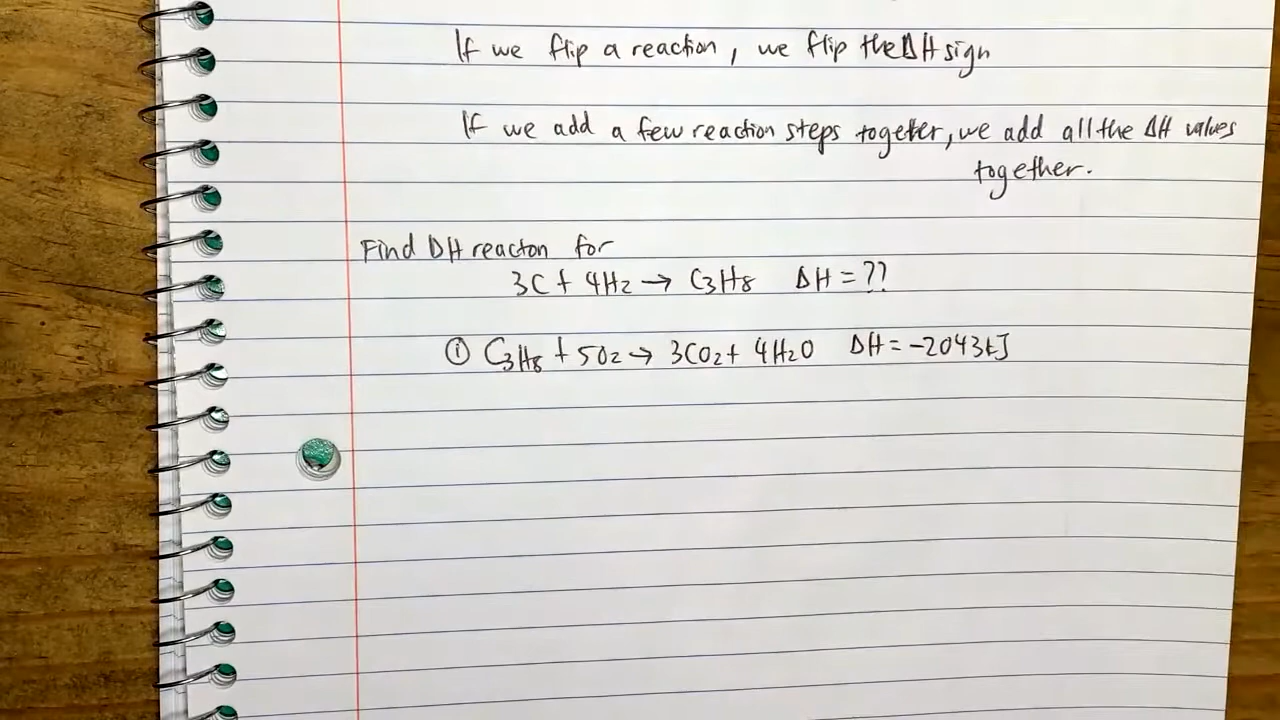 If we flip a reaction, we flip the ΔH sign
If we add a few reaction steps together, we add all the ΔH values
together.
Find ΔH reacton for
3C + 4H2 → C3H8 ΔH = ??
① C3H8 + 5O2 → 3CO2 + 4H2O ΔH = -2043kJ